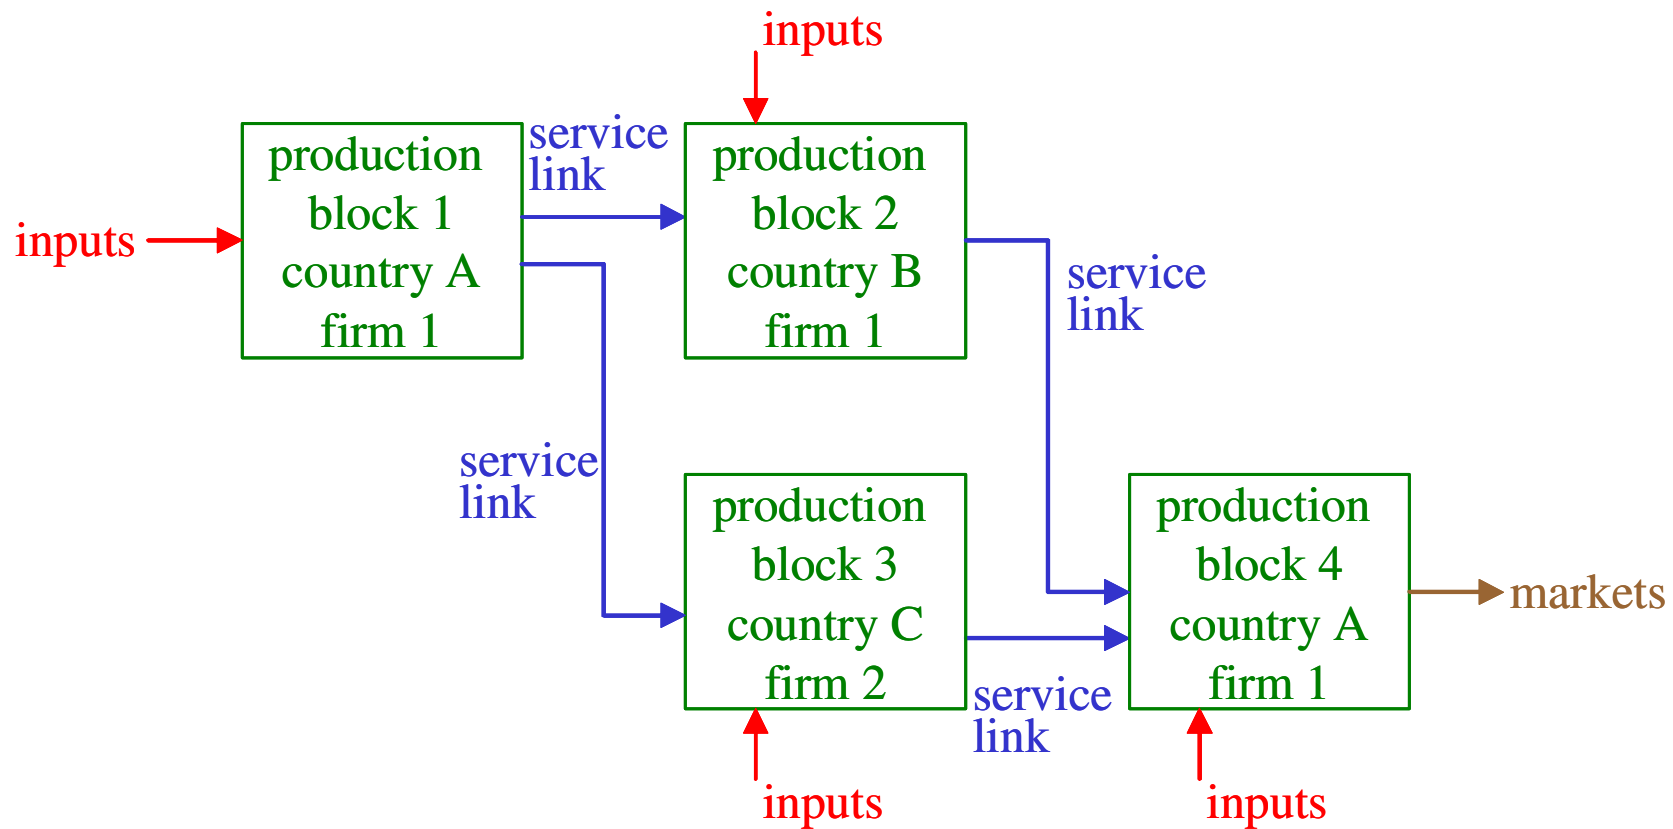 inputs
production
block 1
country A
firm 1
service
link
production
block 2
country B
firm 1
inputs
service
link
service
link
production
block 3
country C
firm 2
production
block 4
country A
firm 1
markets
service
link
inputs
inputs